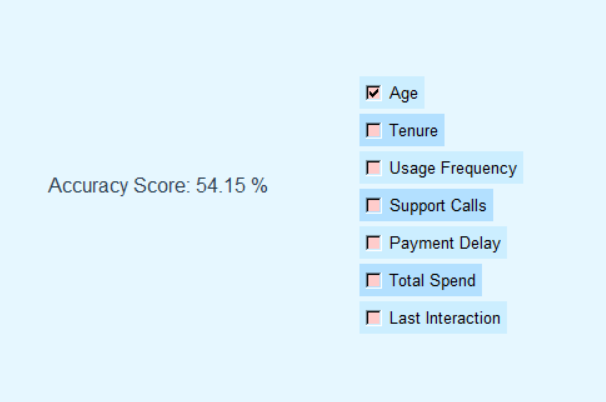 Accuracy Score: 54.15 %
Age
Tenure
Usage Frequency
Support Calls
Payment Delay
Total Spend
Last Interaction